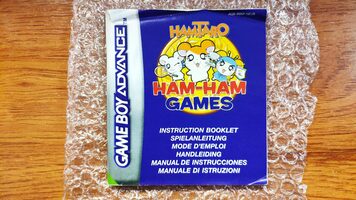 GAME BOY ADVANCE
HAMTARO
HAM-HAM
GAMES
INSTRUCTION BOOKLET
SPIELANLEITUNG
MODE D'EMPLOI
HANDLEIDING
MANUAL DE INSTRUCCIONES
MANUALE DI ISTRUZIONI